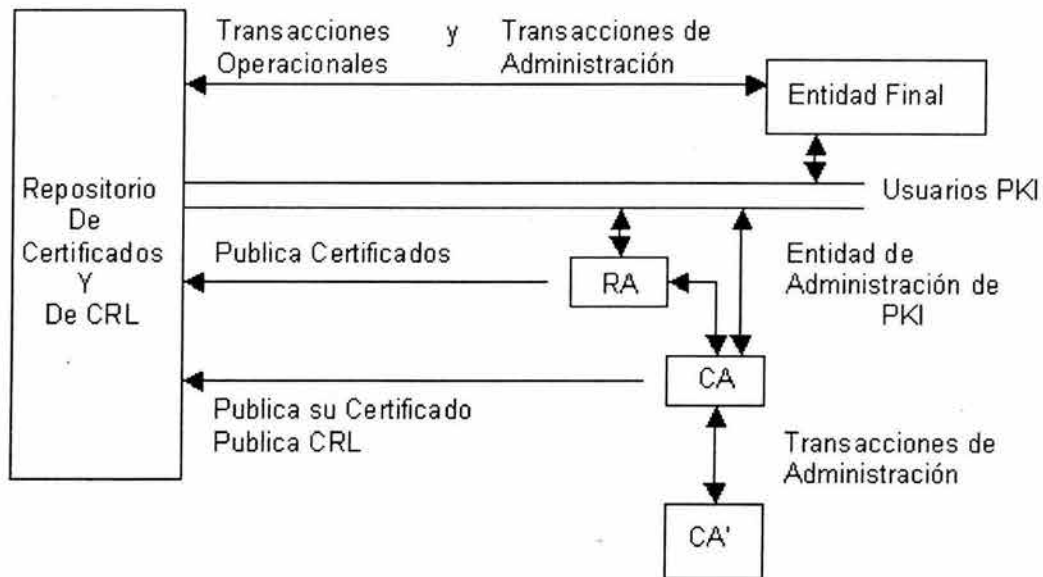 Transacciones y Transacciones de
Operacionales Administración
Entidad Final
Repositorio
De
Certificados
Y
De CRL
Usuarios PKI
Publica Certificados
RA
Entidad de
Administración de
PKI
CA
Publica su Certificado
Publica CRL
Transacciones de
Administración
CA'